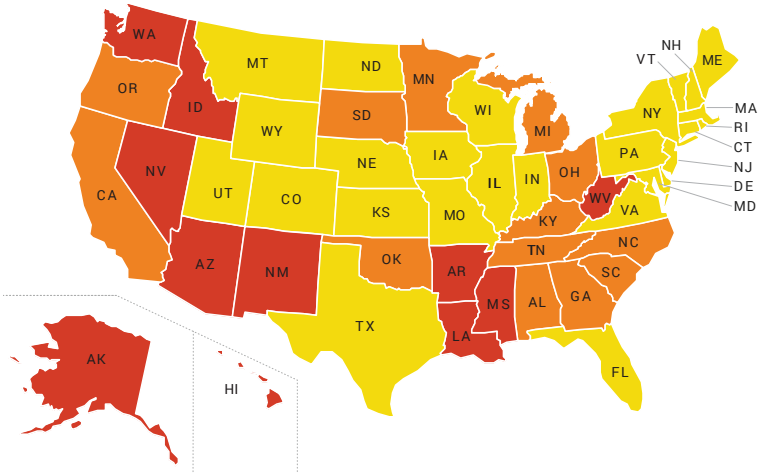 WA
NH
VT
ME
MT
ND
MN
OR
ID
SD
WI
MI
NY
MA
RI
CT
WY
IA
PA
NJ
NV
NE
OH
DE
MD
CA
UT
CO
IL
IN
WV
VA
KS
MO
KY
NC
TN
AZ
NM
OK
AR
SC
MS
AL
GA
TX
LA
AK
HI
FL